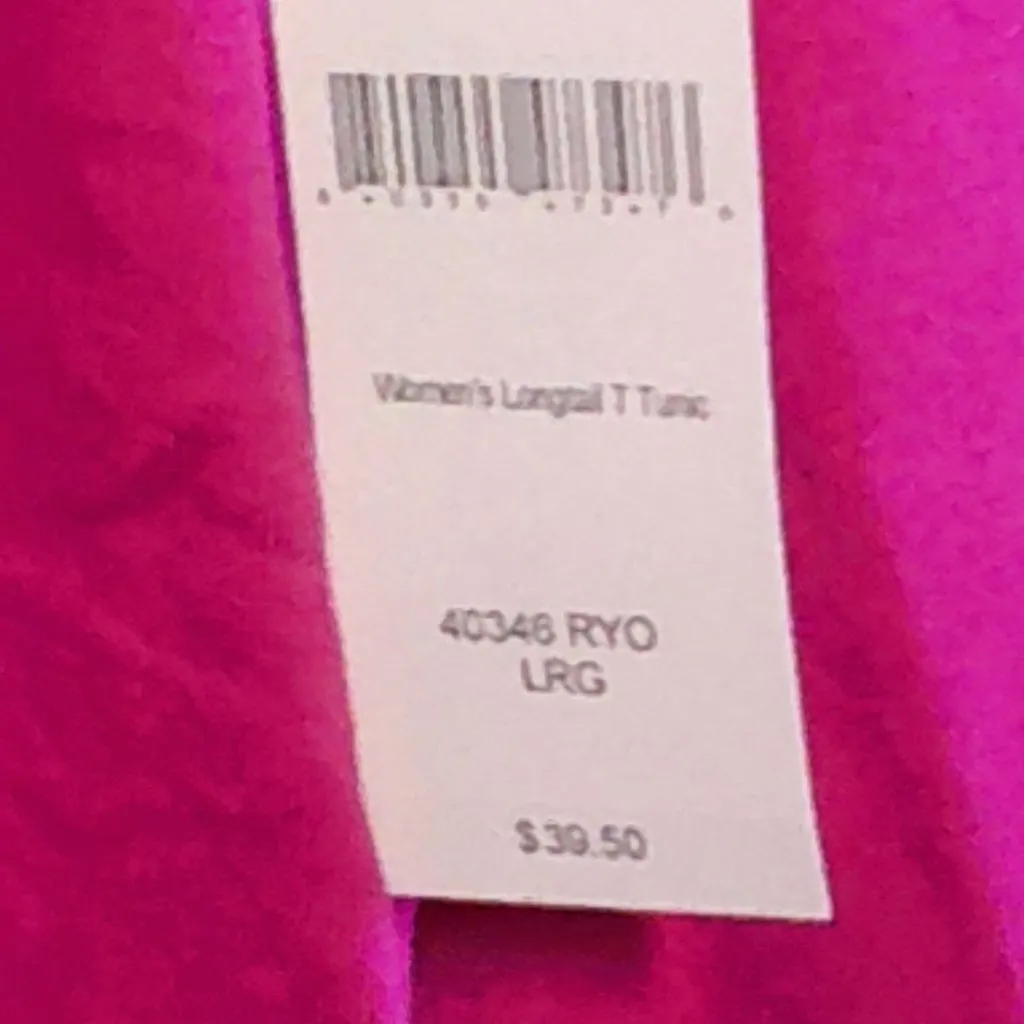 Women's Longtail T Tunic
40346 RYO
LRG
$39.50